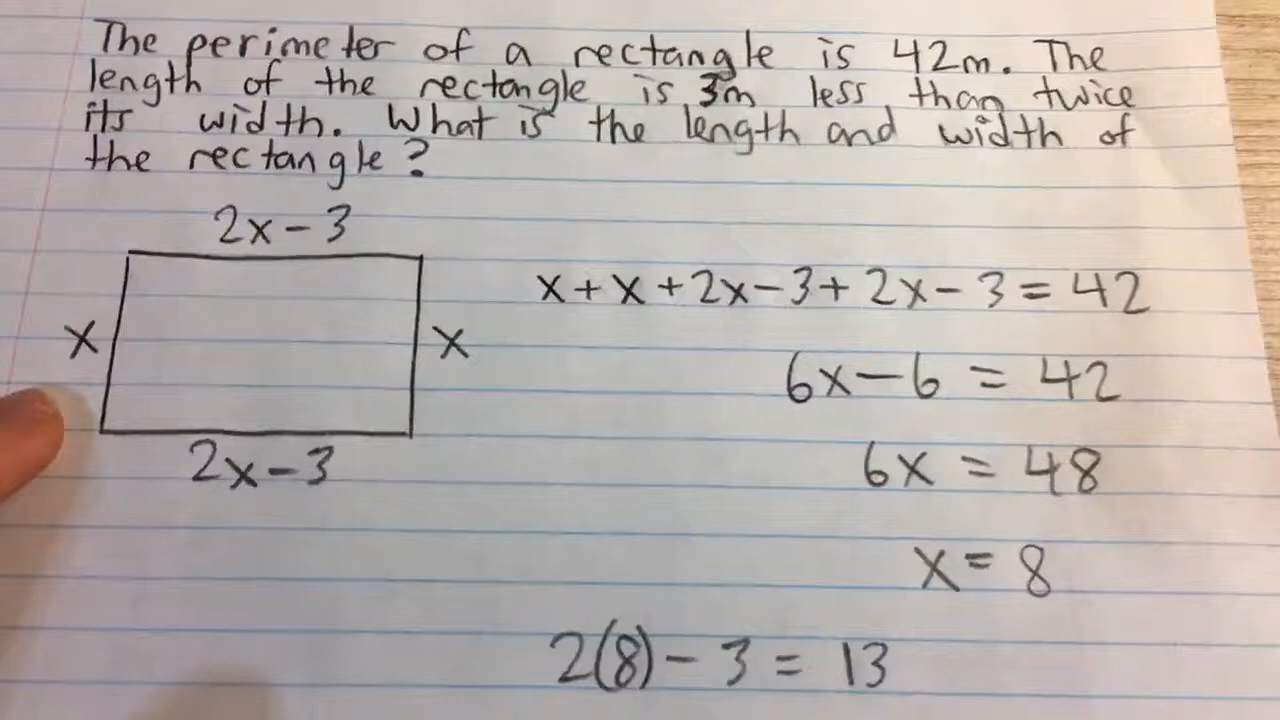 The perimeter of a rectangle is 42m. The
length of the rectangle is 3m less than twice
its width. What is the length and width of
the rectangle?
2x-3
x
x
2x-3
x+x+2x-3+2x-3=42
6x-6=42
6x=48
x=8
2(8)-3=13